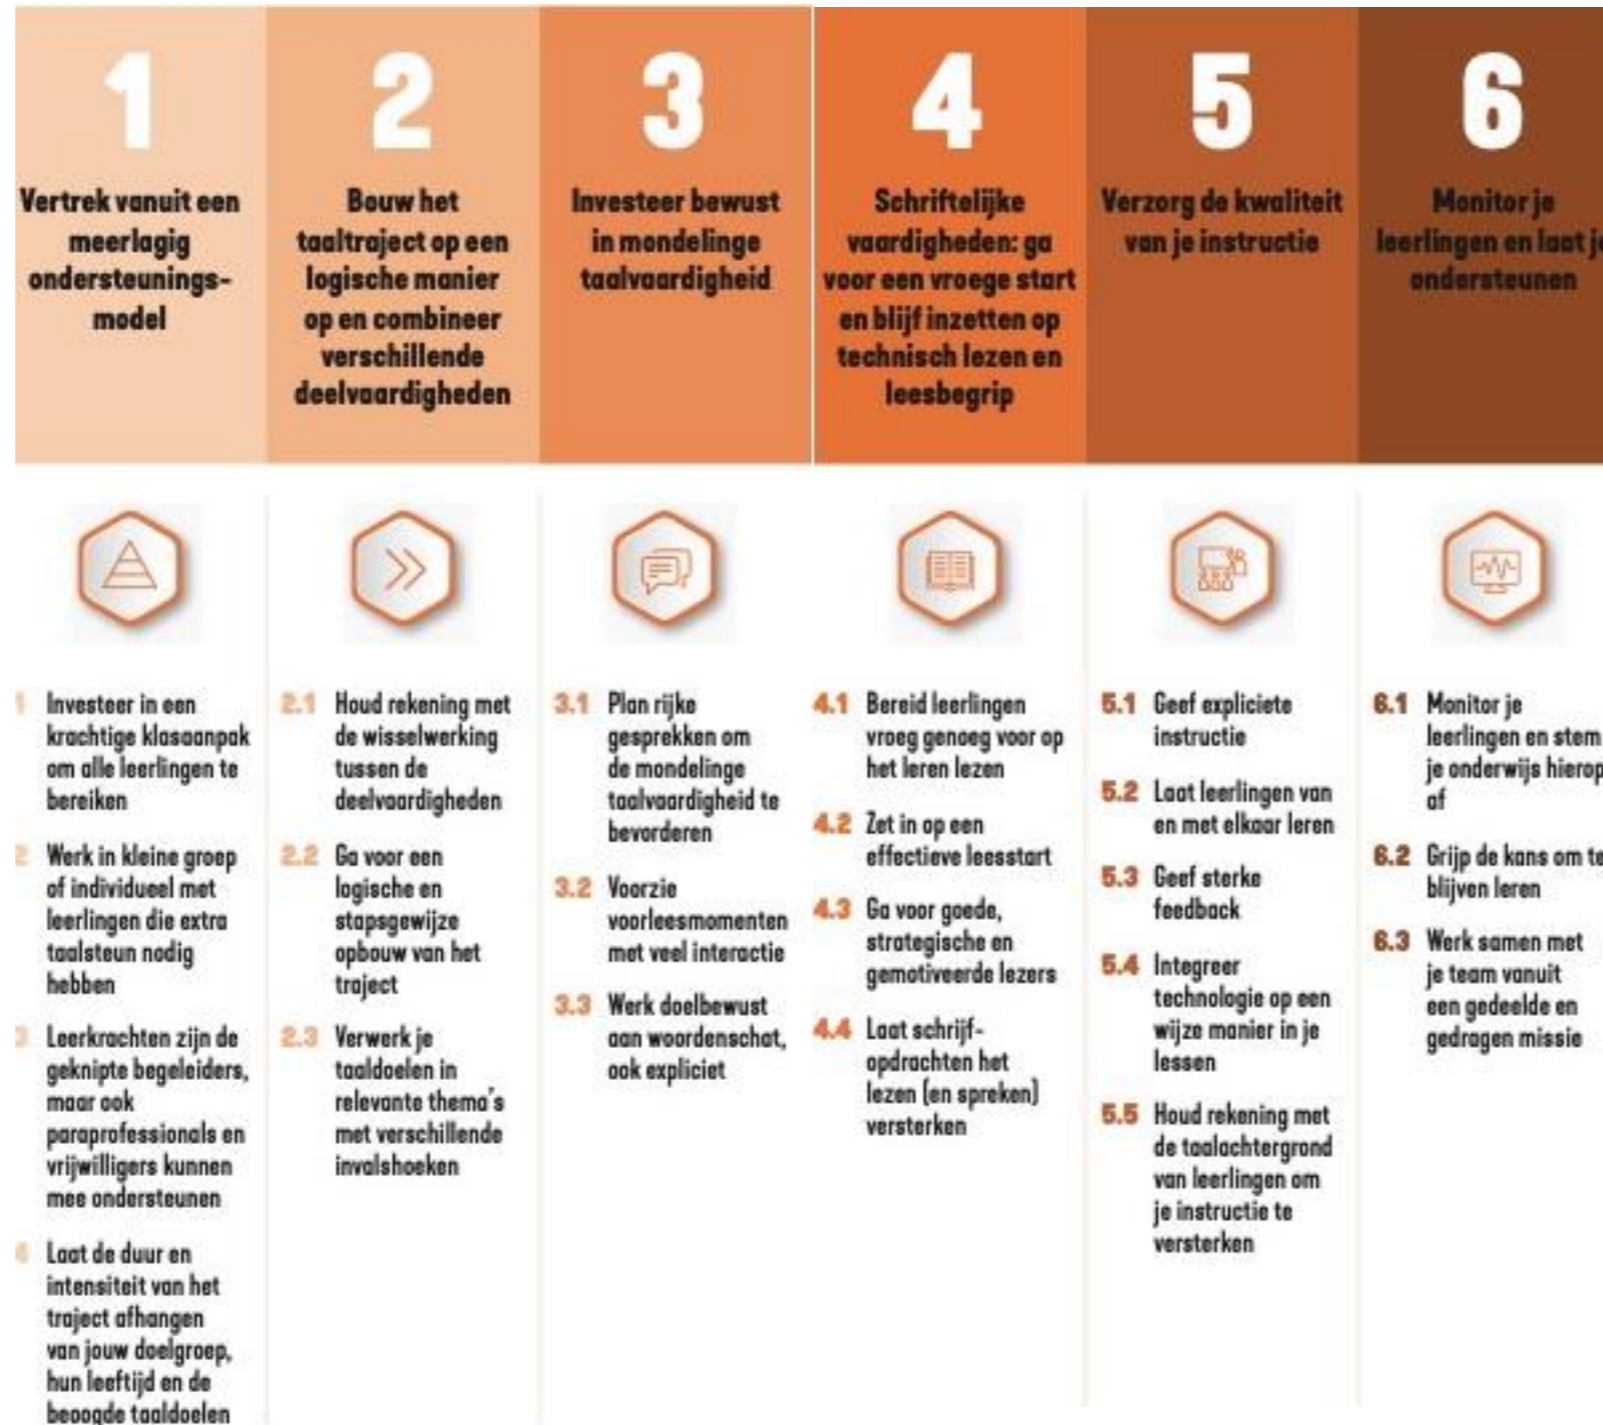 1
Vertrek vanuit een
meerlagig
ondersteunings-
model
2
Bouw het
taaltraject op een
logische manier
op en combineer
verschillende
deelvaardigheden
3
Investeer bewust
in mondelinge
taalvaardigheid
4
Schriftelijke
vaardigheden: ga
voor een vroege start
en blijf inzetten op
technisch lezen en
leesbegrip
5
Verzorg de kwaliteit
van je instructie
6
Monitor je
leerlingen en laat je
ondersteunen
1 Investeer in een
krachtige klasaanpak
om alle leerlingen te
bereiken
2 Werk in kleine groep
of individueel met
leerlingen die extra
taalsteun nodig
hebben
3 Leerkrachten zijn de
geknipte begeleiders,
maar ook
paraprofessionals en
vrijwilligers kunnen
mee ondersteunen
4 Laat de duur en
intensiteit van het
traject afhangen
van jouw doelgroep,
hun leeftijd en de
beoogde taaldoelen
2.1 Houd rekening met
de wisselwerking
tussen de
deelvaardigheden
2.2 Ga voor een
logische en
stapsgewijze
opbouw van het
traject
2.3 Verwerk je
taaldoelen in
relevante thema's
met verschillende
invalshoeken
3.1 Plan rijke
gesprekken om
de mondelinge
taalvaardigheid te
bevorderen
3.2 Voorzie
voorleesmomenten
met veel interactie
3.3 Werk doelbewust
aan woordenschat,
ook expliciet
4.1 Bereid leerlingen
vroeg genoeg voor op
het leren lezen
4.2 Zet in op een
effectieve leesstart
4.3 Ga voor goede,
strategische en
gemotiveerde lezers
4.4 Laat schrijf-
opdrachten het
lezen (en spreken)
versterken
5.1 Geef expliciete
instructie
5.2 Laat leerlingen van
en met elkaar leren
5.3 Geef sterke
feedback
5.4 Integreer
technologie op een
wijze manier in je
lessen
5.5 Houd rekening met
de taalachtergrond
van leerlingen om
je instructie te
versterken
6.1 Monitor je
leerlingen en stem
je onderwijs hierop
af
6.2 Grijp de kans om te
blijven leren
6.3 Werk samen met
je team vanuit
een gedeelde en
gedragen missie